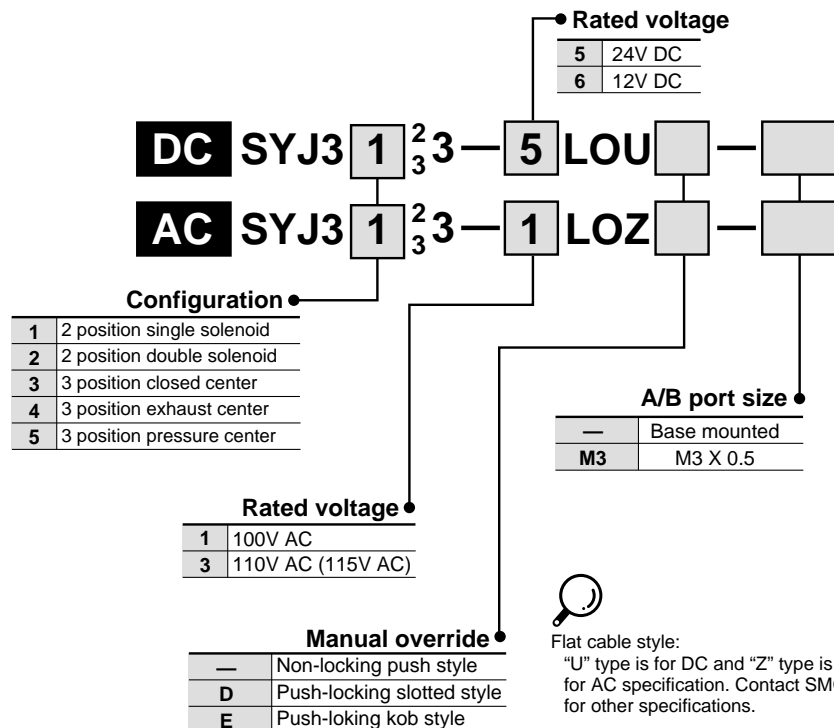 Rated voltage
5 24V DC
6 12V DC
DC SYJ3 1 2 3 3 — 5 LOU —
AC SYJ3 1 2 3 3 — 1 LOZ —
Configuration
1 2 position single solenoid
2 2 position double solenoid
3 3 position closed center
4 3 position exhaust center
5 3 position pressure center
A/B port size
— Base mounted
M3 M3 X 0.5
Rated voltage
1 100V AC
3 110V AC (115V AC)
Manual override
— Non-locking push style
D Push-locking slotted style
E Push-loking kob style
Flat cable style:
“U” type is for DC and “Z” type is
for AC specification. Contact
for other specifications.